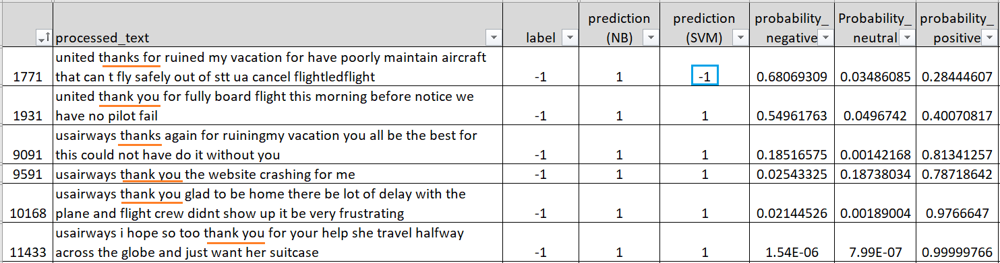 processed_text label prediction (NB) prediction (SVM) probability_negative Probability_neutral probability_positive
1771 united thanks for ruined my vacation for have poorly maintain aircraft
that can t fly safely out of stt ua cancel flightledflight -1 1 -1 0.68069309 0.03486085 0.28444607
united thank you for fully board flight this morning before notice we
1931 have no pilot fail -1 1 1 0.54961763 0.0496742 0.40070817
usairways thanks again for ruiningmy vacation you all be the best for
9091 this could not have do it without you -1 1 1 0.18516575 0.00142168 0.81341257
9591 usairways thank you the website crashing for me -1 1 1 0.02543325 0.18738034 0.78718642
usairways thank you glad to be home there be lot of delay with the
10168 plane and flight crew didnt show up it be very frustrating -1 1 1 0.02144526 0.00189004 0.9766647
usairways i hope so too thank you for your help she travel halfway
11433 across the globe and just want her suitcase -1 1 1 1.54E-06 7.99E-07 0.99999766